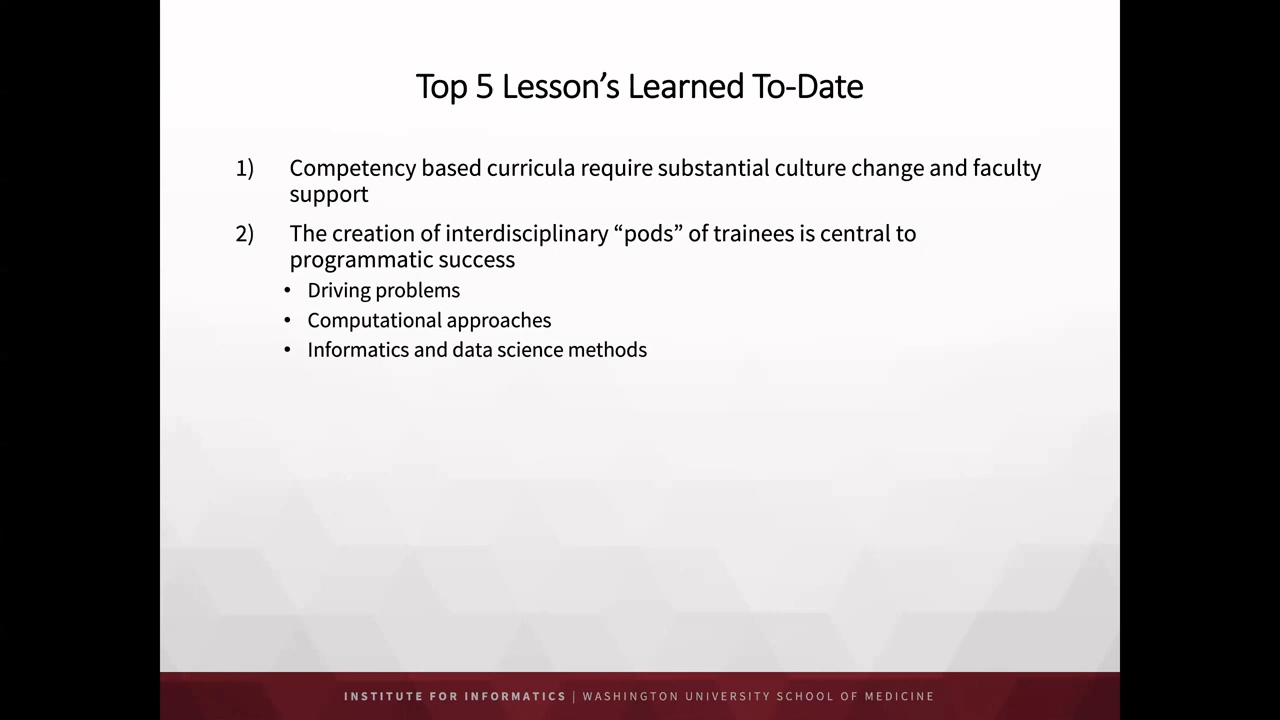 Top 5 Lesson’s Learned To-Date
1) Competency based curricula require substantial culture change and faculty
support
2) The creation of interdisciplinary “pods” of trainees is central to
programmatic success
• Driving problems
• Computational approaches
• Informatics and data science methods
INSTITUTE FOR INFORMATICS | WASHINGTON UNIVERSITY SCHOOL OF MEDICINE